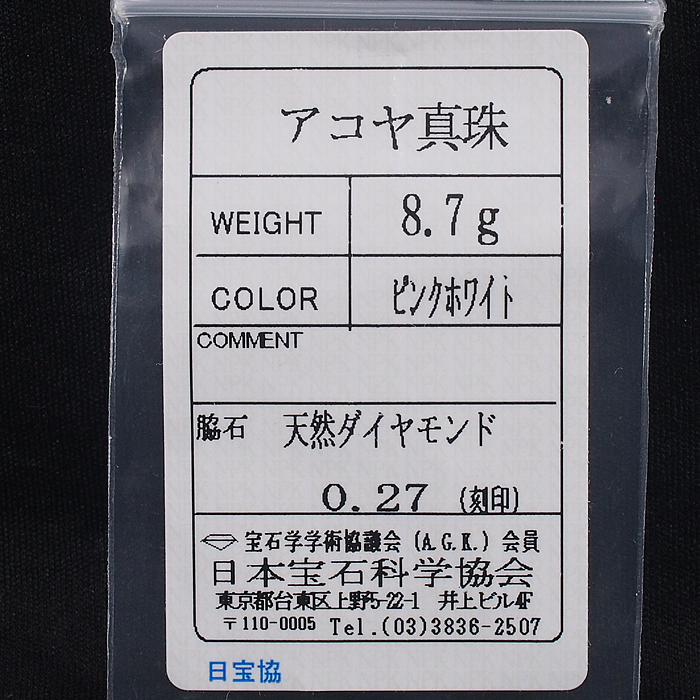 アコヤ真珠
WEIGHT 8.7g
COLOR ピンクホワイト
COMMENT
脇石 天然ダイヤモンド
0.27 (刻印)
宝石学学術協議会 (A.G.K.) 会員
日本宝石科学協会
東京都台東区上野5-22-1 井上ビル4F
〒110-0005 Tel.(03)3836-2507
日宝協